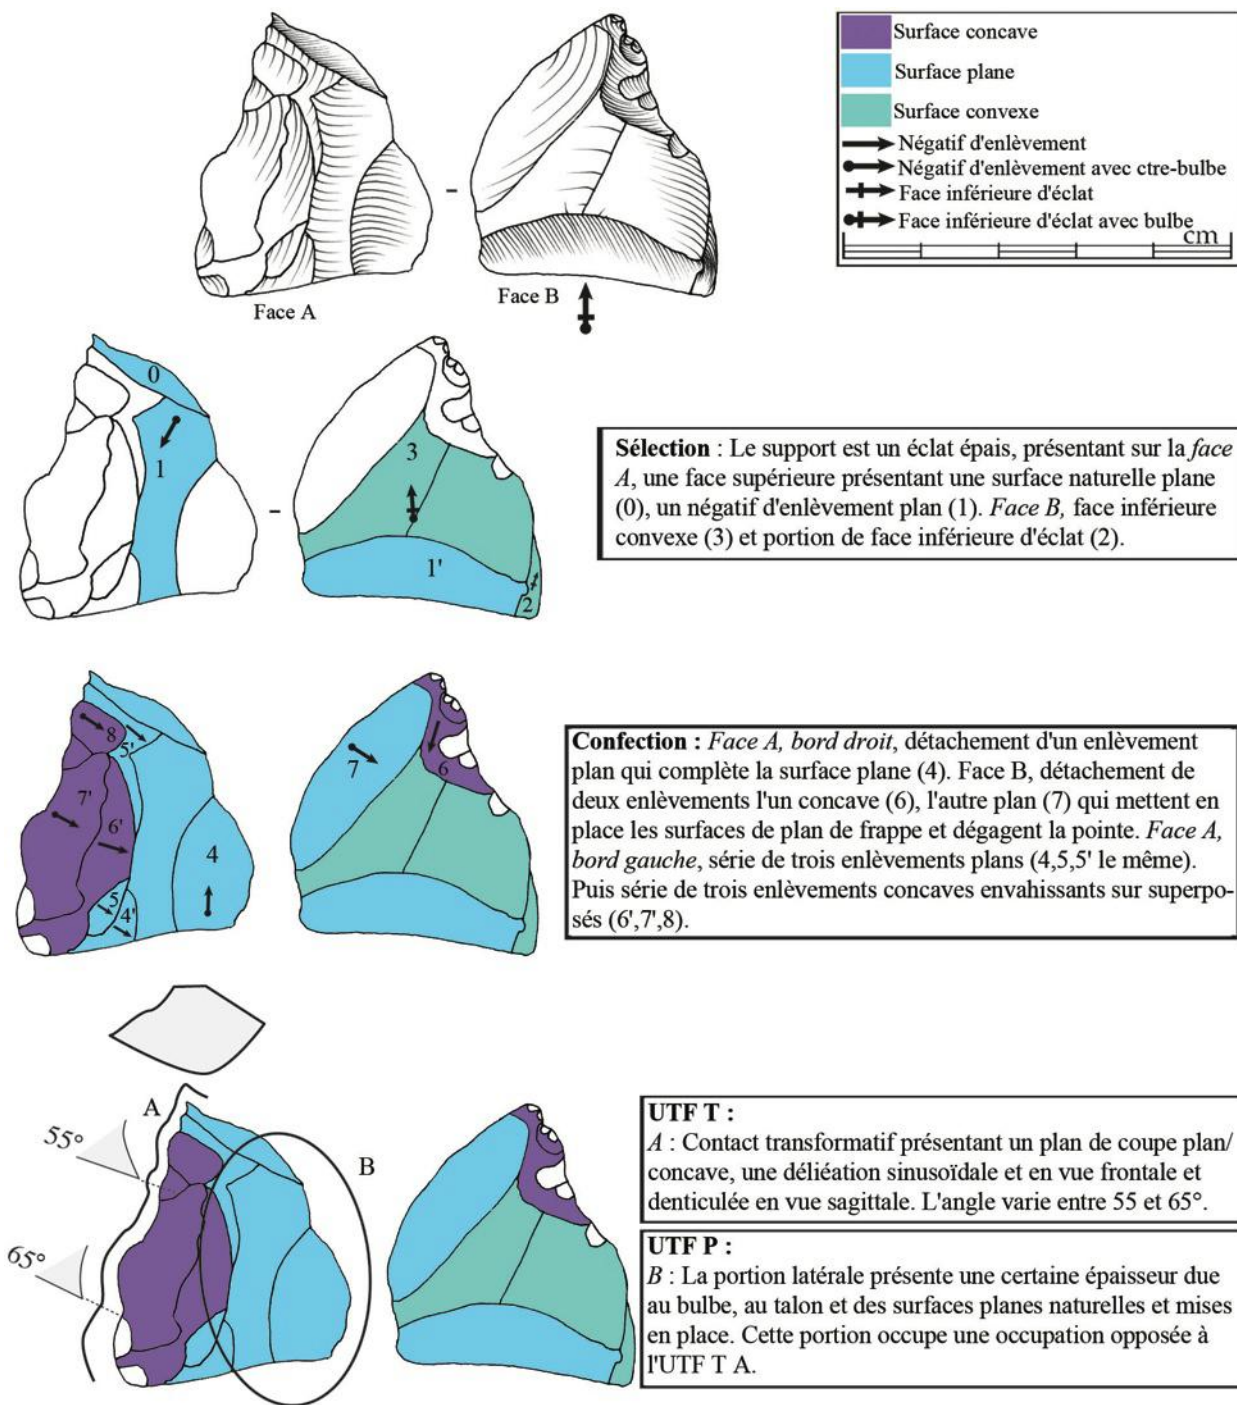 Surface concave
Surface plane
Surface convexe
Négatif d'enlèvement
Négatif d'enlèvement avec ctre-bulbe
Face inférieure d'éclat
Face inférieure d'éclat avec bulbe
cm
Face A
-
Face B
0
1
-
3
1'
2
Sélection : Le support est un éclat épais, présentant sur la face
A, une face supérieure présentant une surface naturelle plane
(0), un négatif d'enlèvement plan (1). Face B, face inférieure
convexe (3) et portion de face inférieure d'éclat (2).
8
5'
7'
6'
5
4'
4
7
6
Confection : Face A, bord droit, détachement d'un enlèvement
plan qui complète la surface plane (4). Face B, détachement de
deux enlèvements l'un concave (6), l'autre plan (7) qui mettent en
place les surfaces de plan de frappe et dégagent la pointe. Face A,
bord gauche, série de trois enlèvements plans (4,5,5' le même).
Puis série de trois enlèvements concaves envahissants sur superpo-
sés (6',7',8).
A
55°
B
65°
UTF T :
A : Contact transformatif présentant un plan de coupe plan/
concave, une déliéation sinusoïdale et en vue frontale et
denticulée en vue sagittale. L'angle varie entre 55 et 65°.
UTF P :
B : La portion latérale présente une certaine épaisseur due
au bulbe, au talon et des surfaces planes naturelles et mises
en place. Cette portion occupe une occupation opposée à
l'UTF T A.